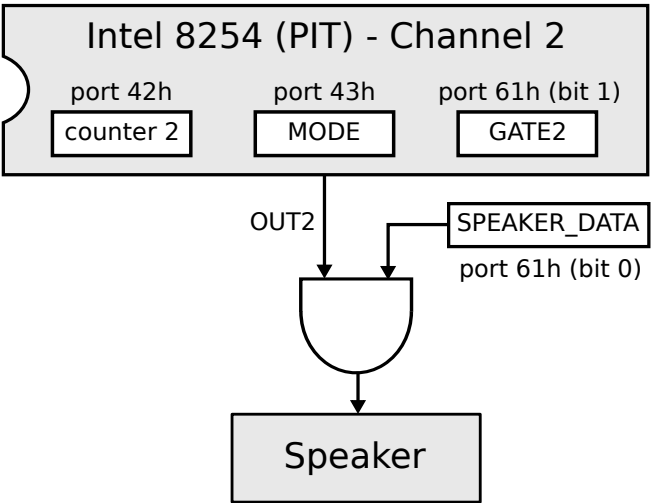 Intel 8254 (PIT) - Channel 2
port 42h
port 43h
port 61h (bit 1)
counter 2
MODE
GATE2
OUT2
SPEAKER_DATA
port 61h (bit 0)
Speaker